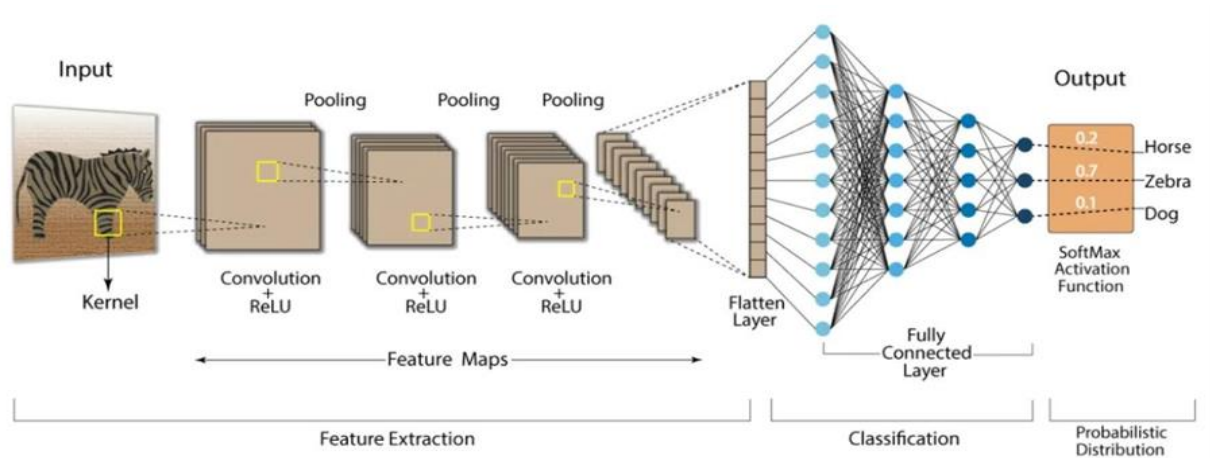 Input
Output
Pooling
Pooling
Pooling
Kernel
Convolution
+
ReLU
Convolution
+
ReLU
Convolution
+
ReLU
Flatten
Layer
0.2
Horse
0.7
Zebra
0.1
Dog
SoftMax
Activation
Function
Feature Maps
Fully
Connected
Layer
Feature Extraction
Classification
Probabilistic
Distribution